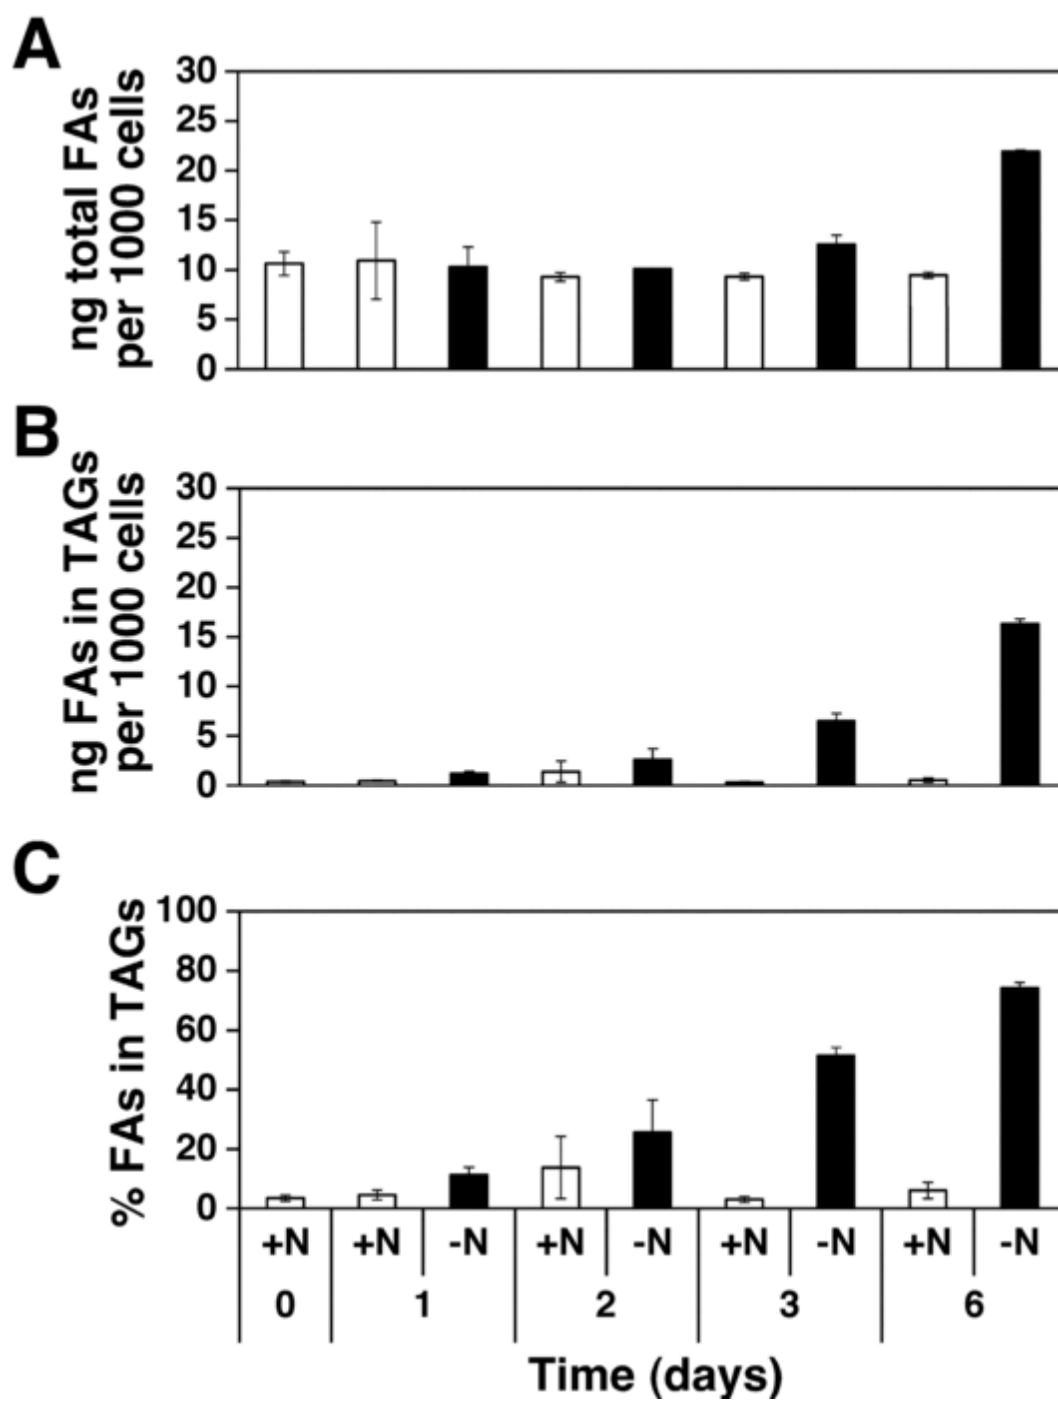 A
ng total FAs
per 1000 cells
30
25
20
15
10
5
0
B
ng FAs in TAGs
per 1000 cells
30
25
20
15
10
5
0
C
% FAs in TAGs
100
80
60
40
20
0
+N +N -N +N -N +N -N +N -N
0 1 2 3 6
Time (days)